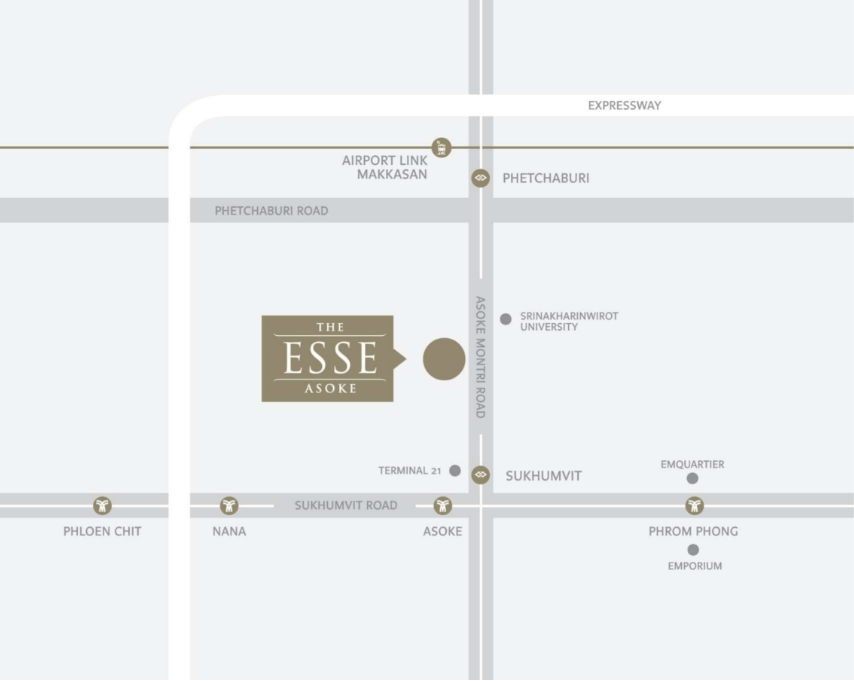 EXPRESSWAY
AIRPORT LINK
MAKKASAN
PHETCHABURI
PHETCHABURI ROAD
THE
ESSE
ASOKE
ASOKE MONTRI ROAD
SRINAKHARINWIROT
UNIVERSITY
TERMINAL 21
SUKHUMVIT
EMQUARTIER
SUKHUMVIT ROAD
PHLOEN CHIT
NANA
ASOKE
PHROM PHONG
EMPORIUM